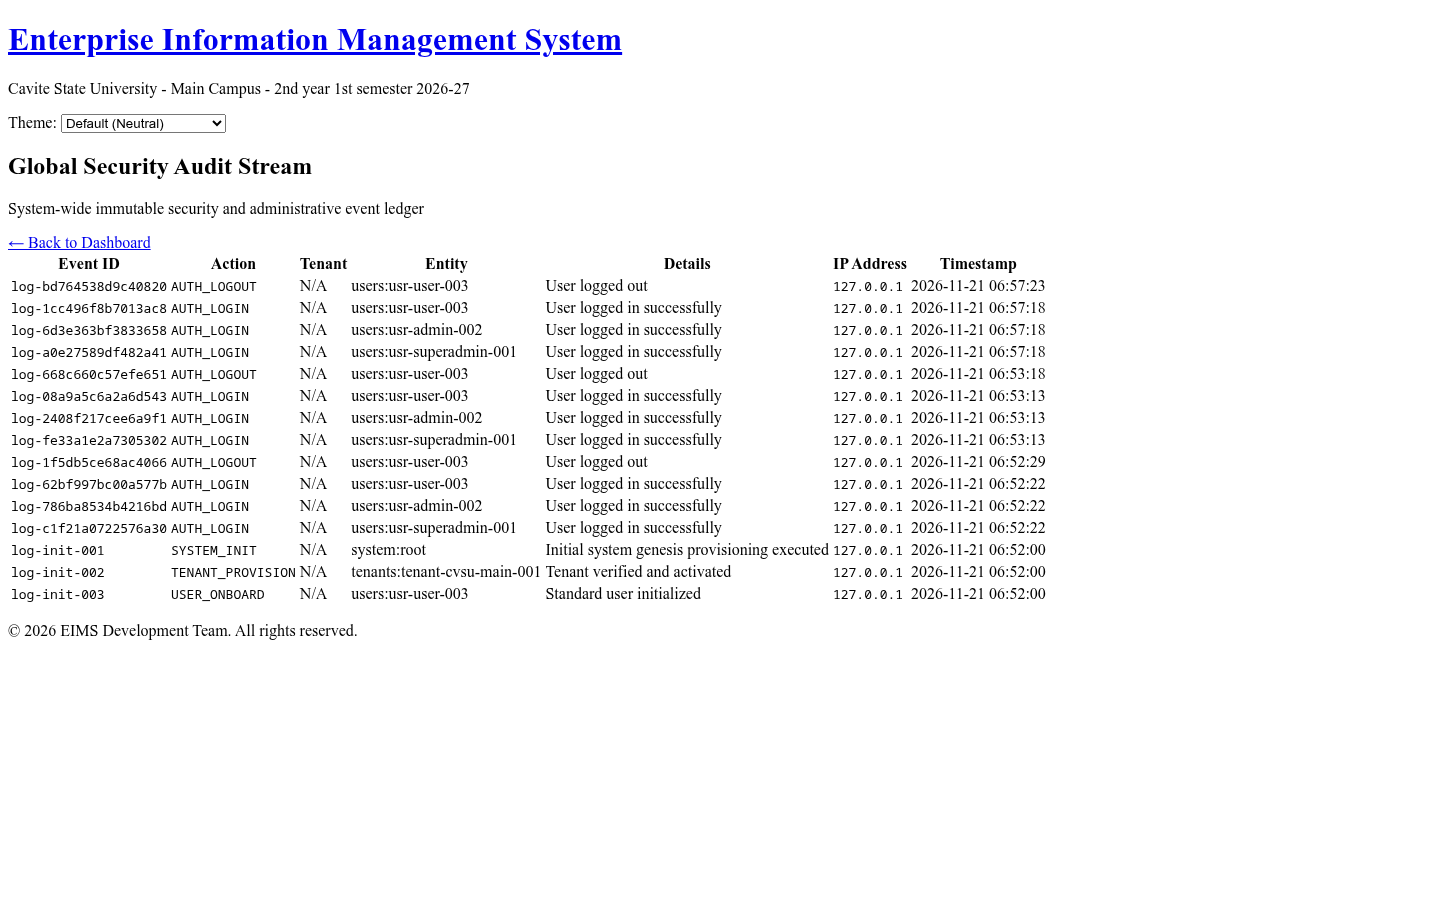 Enterprise Information Management System
Cavite State University - Main Campus - 2nd year 1st semester 2026-27
Theme: Default (Neutral)
Global Security Audit Stream
System-wide immutable security and administrative event ledger
← Back to Dashboard
Event ID Action Tenant Entity Details IP Address Timestamp
log-bd764538d9c40820 AUTH_LOGOUT N/A users:usr-user-003 User logged out 127.0.0.1 2026-11-21 06:57:23
log-1cc496f8b7013ac8 AUTH_LOGIN N/A users:usr-user-003 User logged in successfully 127.0.0.1 2026-11-21 06:57:18
log-6d3e363bf3833658 AUTH_LOGIN N/A users:usr-admin-002 User logged in successfully 127.0.0.1 2026-11-21 06:57:18
log-a0e27589df482a41 AUTH_LOGIN N/A users:usr-superadmin-001 User logged in successfully 127.0.0.1 2026-11-21 06:57:18
log-668c660c57efe651 AUTH_LOGOUT N/A users:usr-user-003 User logged out 127.0.0.1 2026-11-21 06:53:18
log-08a9a5c6a2a6d543 AUTH_LOGIN N/A users:usr-user-003 User logged in successfully 127.0.0.1 2026-11-21 06:53:13
log-2408f217cee6a9f1 AUTH_LOGIN N/A users:usr-admin-002 User logged in successfully 127.0.0.1 2026-11-21 06:53:13
log-fe33a1e2a7305302 AUTH_LOGIN N/A users:usr-superadmin-001 User logged in successfully 127.0.0.1 2026-11-21 06:53:13
log-1f5db5ce68ac4066 AUTH_LOGOUT N/A users:usr-user-003 User logged out 127.0.0.1 2026-11-21 06:52:29
log-62bf997bc00a577b AUTH_LOGIN N/A users:usr-user-003 User logged in successfully 127.0.0.1 2026-11-21 06:52:22
log-786ba8534b4216bd AUTH_LOGIN N/A users:usr-admin-002 User logged in successfully 127.0.0.1 2026-11-21 06:52:22
log-c1f21a0722576a30 AUTH_LOGIN N/A users:usr-superadmin-001 User logged in successfully 127.0.0.1 2026-11-21 06:52:22
log-init-001 SYSTEM_INIT N/A system:root Initial system genesis provisioning executed 127.0.0.1 2026-11-21 06:52:00
log-init-002 TENANT_PROVISION N/A tenants:tenant-cvsu-main-001 Tenant verified and activated 127.0.0.1 2026-11-21 06:52:00
log-init-003 USER_ONBOARD N/A users:usr-user-003 Standard user initialized 127.0.0.1 2026-11-21 06:52:00
© 2026 EIMS Development Team. All rights reserved.